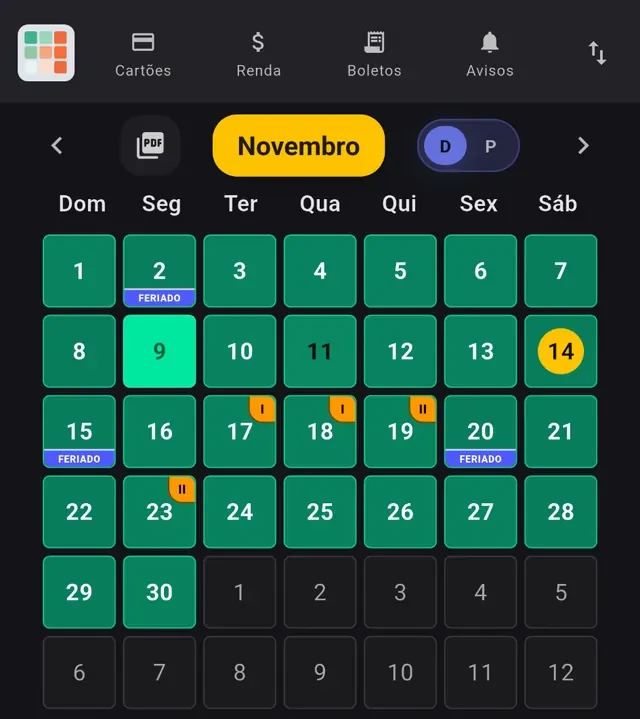 Cartões Renda Boletos Avisos
PDF Novembro D P
Dom Seg Ter Qua Qui Sex Sáb
1 2 3 4 5 6 7
FERIADO
8 9 10 11 12 13 14
I I II
15 16 17 18 19 20 21
FERIADO FERIADO
II
22 23 24 25 26 27 28
29 30 1 2 3 4 5
6 7 8 9 10 11 12